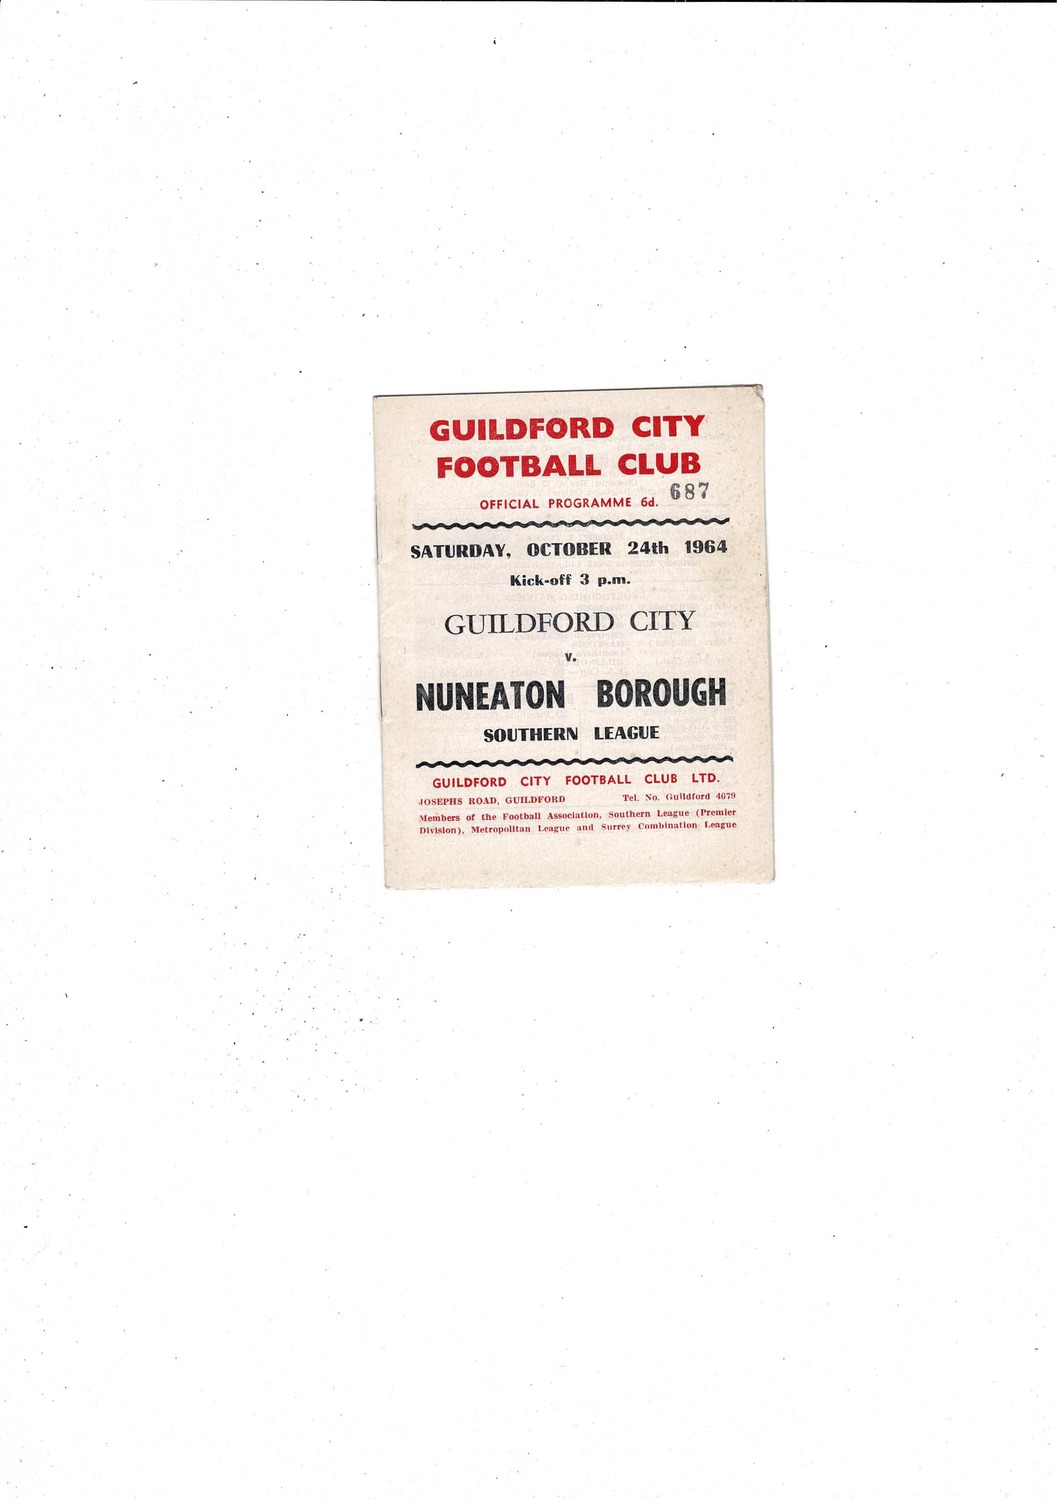 GUILDFORD CITY
FOOTBALL CLUB
OFFICIAL PROGRAMME 6d. 687
SATURDAY, OCTOBER 24th 1964
Kick-off 3 p.m.
GUILDFORD CITY
v.
NUNEATON BOROUGH
SOUTHERN LEAGUE
GUILDFORD CITY FOOTBALL CLUB LTD.
JOSEPHS ROAD, GUILDFORD Tel. No. Guildford 4679
Members of the Football Association, Southern League (Premier
Division), Metropolitan League and Surrey Combination League